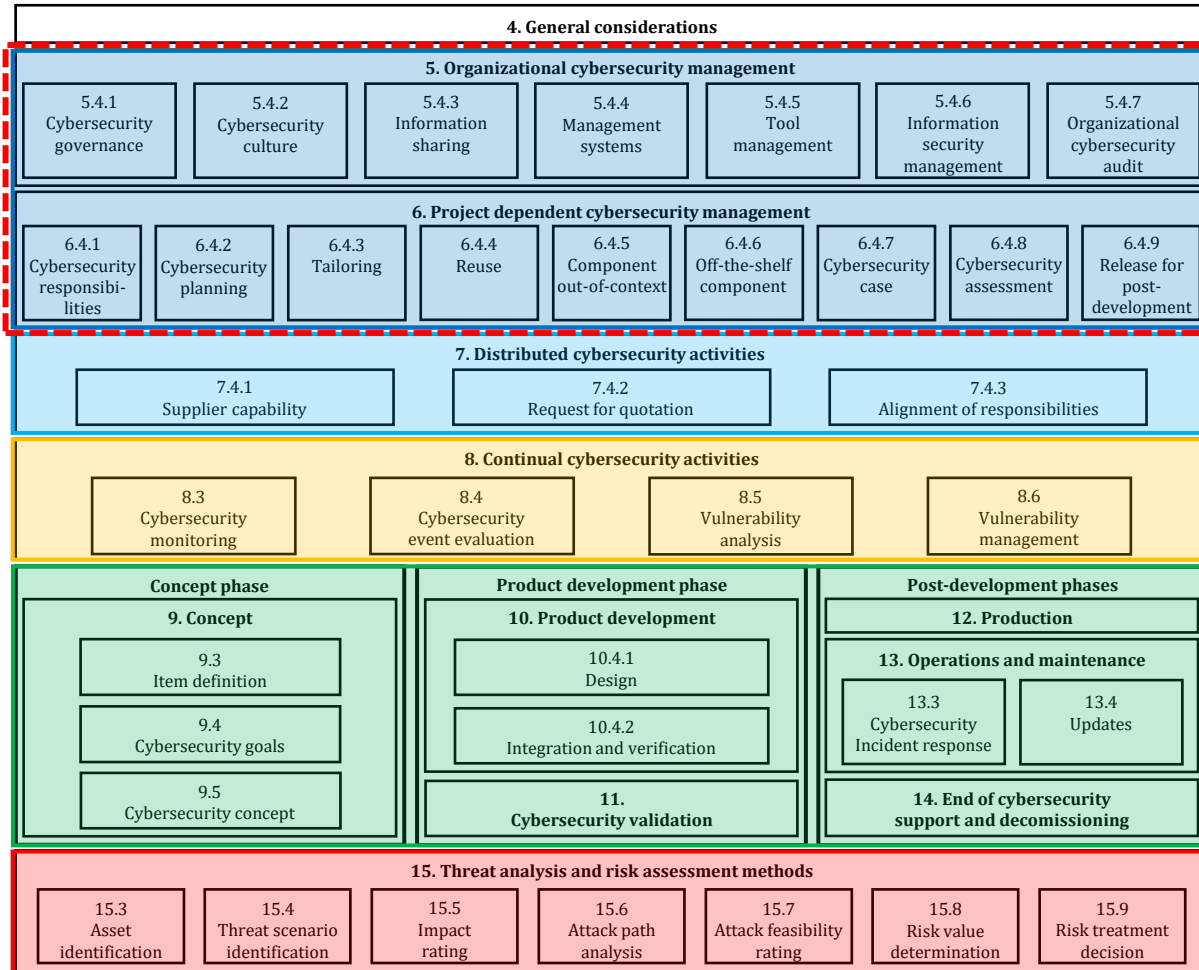 4. General considerations
5. Organizational cybersecurity management
5.4.1
Cybersecurity
governance
5.4.2
Cybersecurity
culture
5.4.3
Information
sharing
5.4.4
Management
systems
5.4.5
Tool
management
5.4.6
Information
security
management
5.4.7
Organizational
cybersecurity
audit
6. Project dependent cybersecurity management
6.4.1
Cybersecurity
responsibi-
lities
6.4.2
Cybersecurity
planning
6.4.3
Tailoring
6.4.4
Reuse
6.4.5
Component
out-of-context
6.4.6
Off-the-shelf
component
6.4.7
Cybersecurity
case
6.4.8
Cybersecurity
assessment
6.4.9
Release for
post-
development
7. Distributed cybersecurity activities
7.4.1
Supplier capability
7.4.2
Request for quotation
7.4.3
Alignment of responsibilities
8. Continual cybersecurity activities
8.3
Cybersecurity
monitoring
8.4
Cybersecurity
event evaluation
8.5
Vulnerability
analysis
8.6
Vulnerability
management
Concept phase
9. Concept
9.3
Item definition
9.4
Cybersecurity goals
9.5
Cybersecurity concept
Product development phase
10. Product development
10.4.1
Design
10.4.2
Integration and verification
11.
Cybersecurity validation
Post-development phases
12. Production
13. Operations and maintenance
13.3
Cybersecurity
Incident response
13.4
Updates
14. End of cybersecurity
support and decomissioning
15. Threat analysis and risk assessment methods
15.3
Asset
identification
15.4
Threat scenario
identification
15.5
Impact
rating
15.6
Attack path
analysis
15.7
Attack feasibility
rating
15.8
Risk value
determination
15.9
Risk treatment
decision